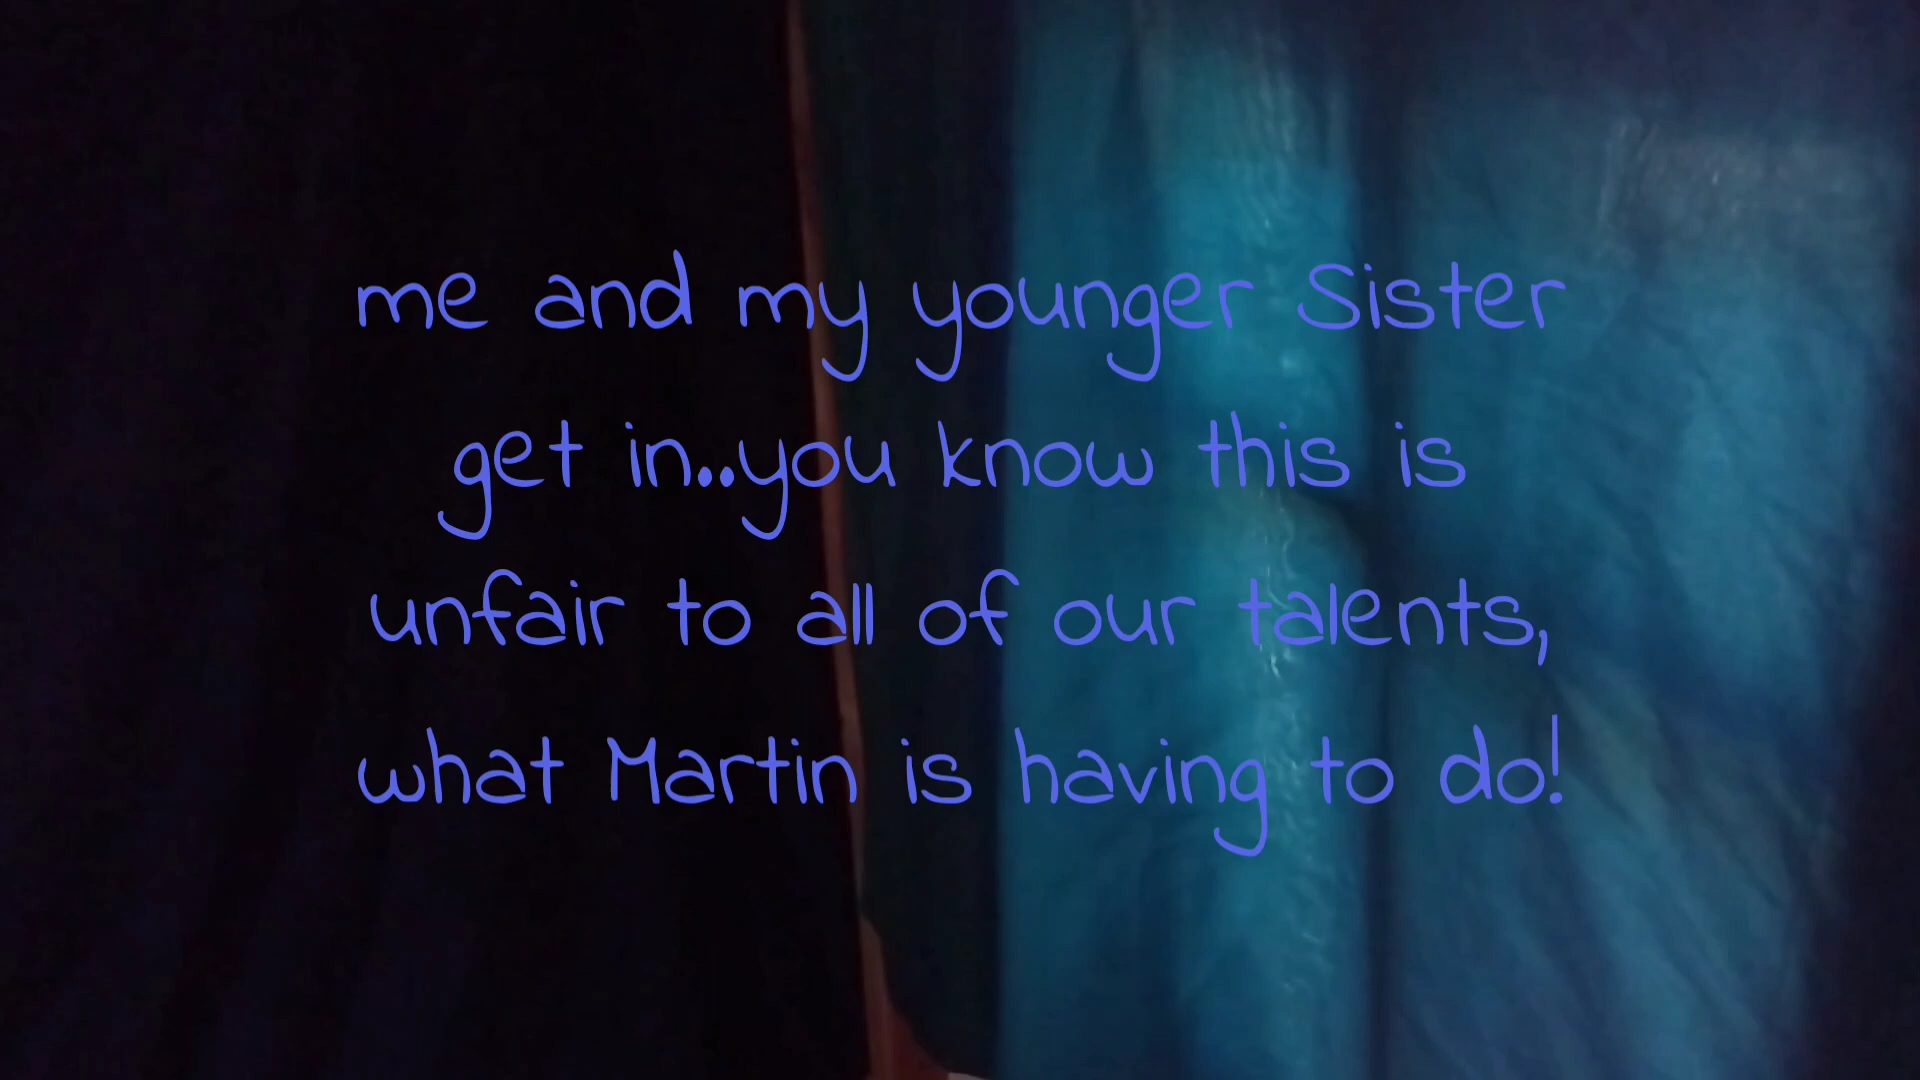 me and my younger Sister
get in..you know this is
unfair to all of our talents,
what Martin is having to do!